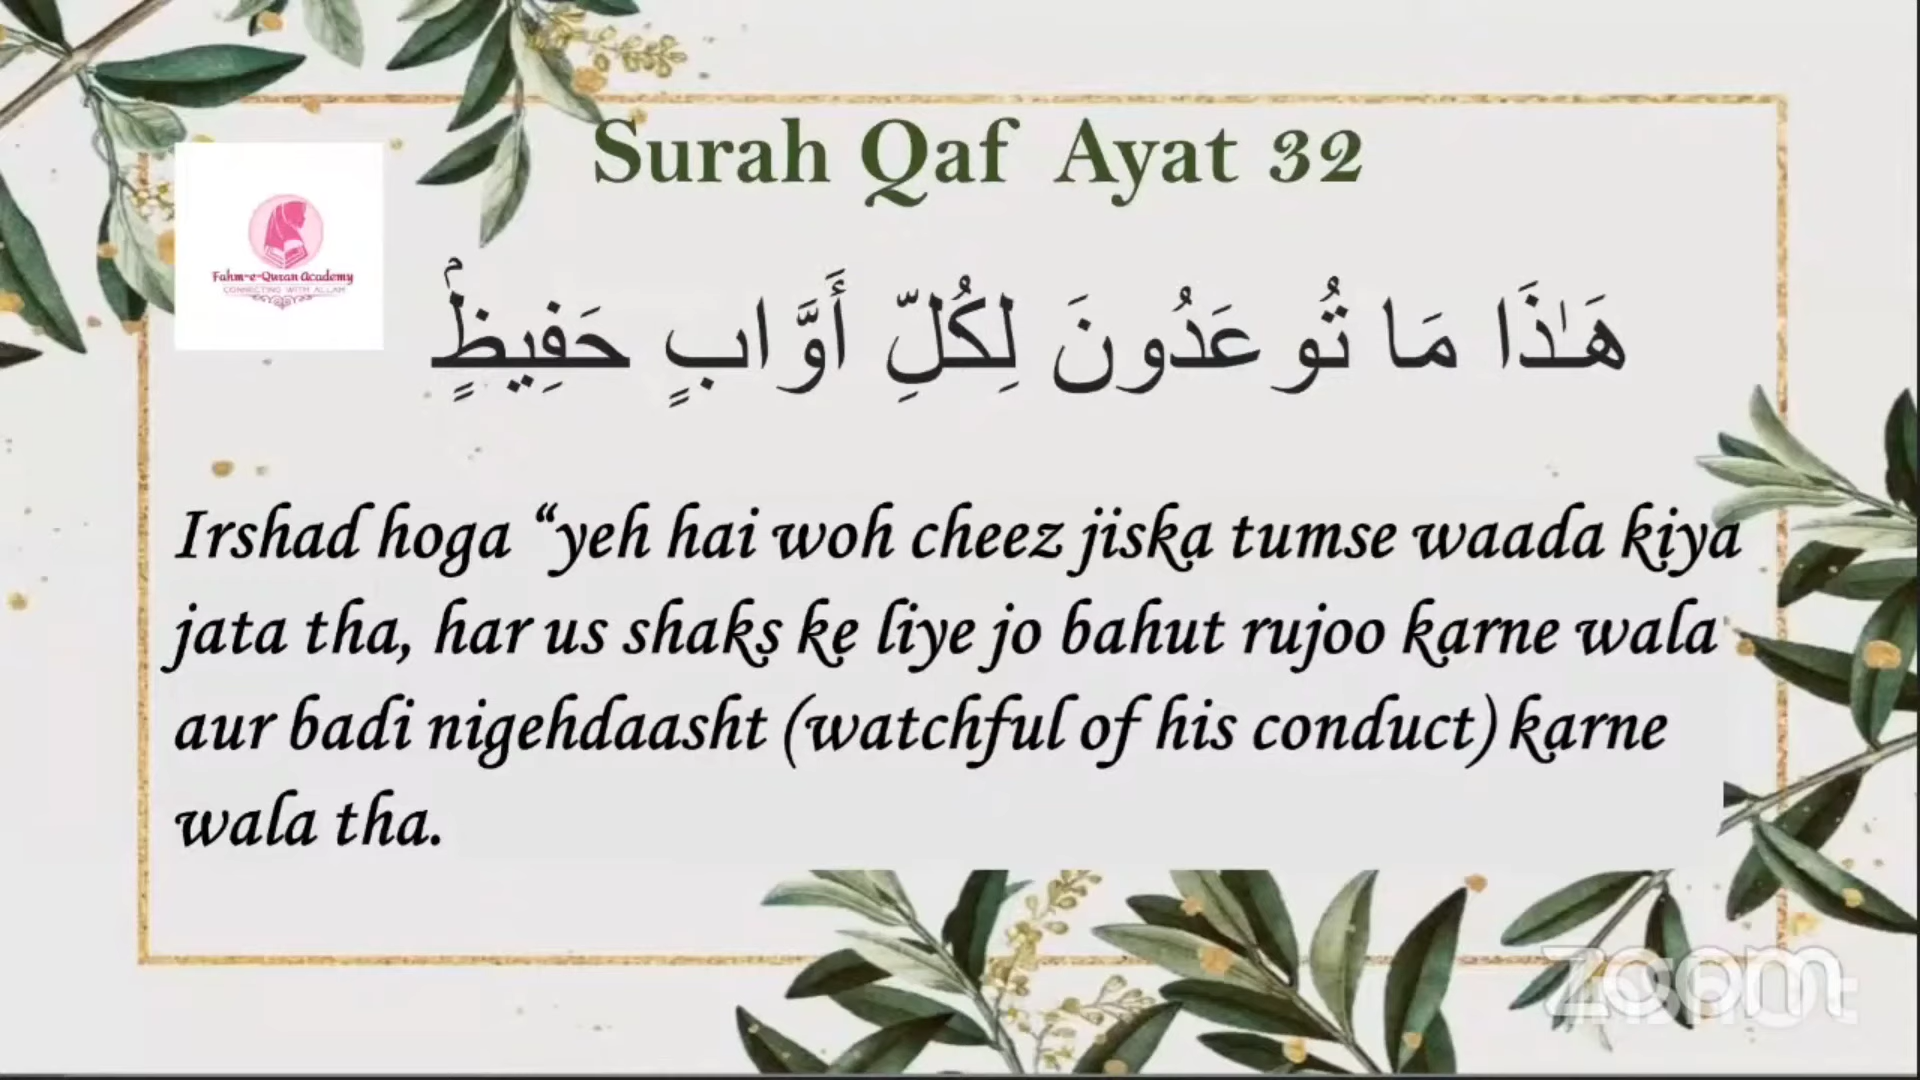 Surah Qaf Ayat 32
Fahm-e-Quran Academy
CONNECTING WITH ALLAH
هَـٰذَا مَا تُوعَدُونَ لِكُلِّ أَوَّابٍ حَفِيظٍۢ
Irshad hoga “yeh hai woh cheez jiska tumse waada kiya
jata tha, har us shaks ke liye jo bahut rujoo karne wala
aur badi nigehdaasht (watchful of his conduct) karne
wala tha.
zoom